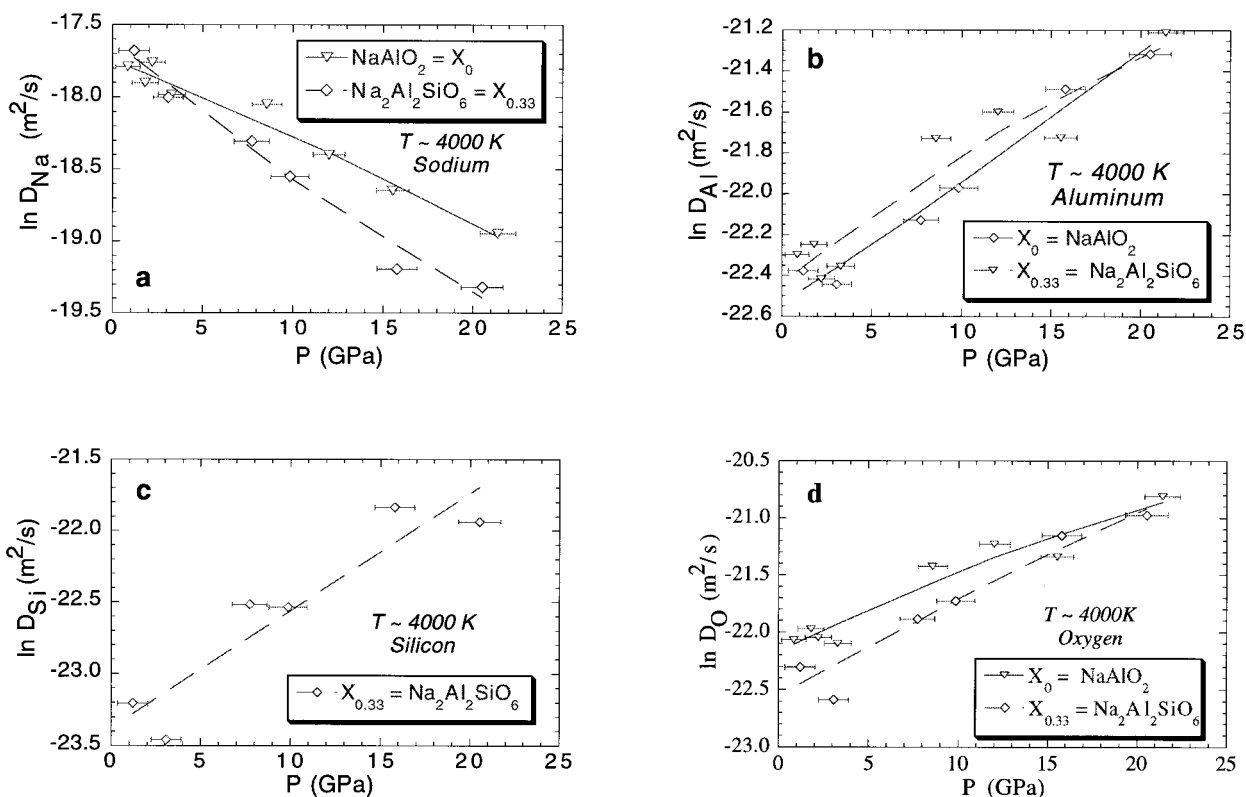 a
-17.5
-18.0
-18.5
-19.0
-19.5
ln D_Na (m²/s)
NaAlO₂ = X₀
Na₂Al₂SiO₆ = X₀.₃₃
T ~ 4000 K
Sodium
0 5 10 15 20 25
P (GPa)
b
-21.2
-21.4
-21.6
-21.8
-22.0
-22.2
-22.4
-22.6
ln D_Al (m²/s)
T ~ 4000 K
Aluminum
X₀ = NaAlO₂
X₀.₃₃ = Na₂Al₂SiO₆
0 5 10 15 20 25
P (GPa)
c
-21.5
-22.0
-22.5
-23.0
-23.5
ln D_Si (m²/s)
T ~ 4000 K
Silicon
X₀.₃₃ = Na₂Al₂SiO₆
0 5 10 15 20 25
P (GPa)
d
-20.5
-21.0
-21.5
-22.0
-22.5
-23.0
ln D_O (m²/s)
T ~ 4000K
Oxygen
X₀ = NaAlO₂
X₀.₃₃ = Na₂Al₂SiO₆
0 5 10 15 20 25
P (GPa)